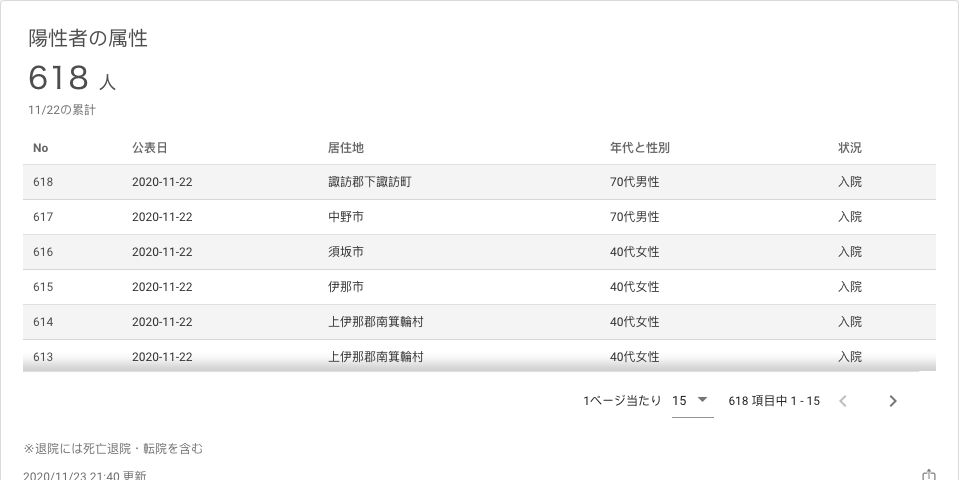 陽性者の属性
618 人
11/22の累計
No 公表日 居住地 年代と性別 状況
618 2020-11-22 諏訪郡下諏訪町 70代男性 入院
617 2020-11-22 中野市 70代男性 入院
616 2020-11-22 須坂市 40代女性 入院
615 2020-11-22 伊那市 40代女性 入院
614 2020-11-22 上伊那郡南箕輪村 40代女性 入院
613 2020-11-22 上伊那郡南箕輪村 40代女性 入院
1ページ当たり 15 618 項目中 1 - 15
※退院には死亡退院・転院を含む
2020/11/23 21:40 更新